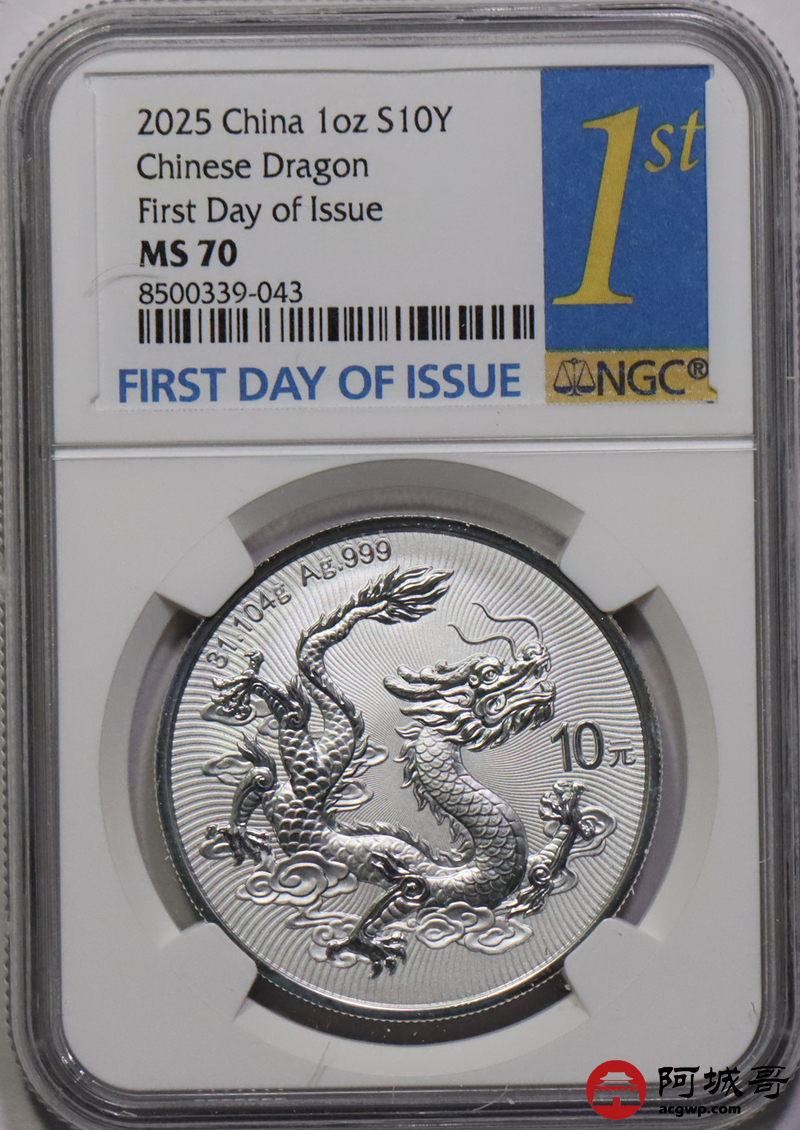 2025 China 1oz S10Y
Chinese Dragon
First Day of Issue
MS 70
8500339-043
FIRST DAY OF ISSUE
1st
NGC®
31.104g Ag.999
10元
阿城哥
acgwp.com